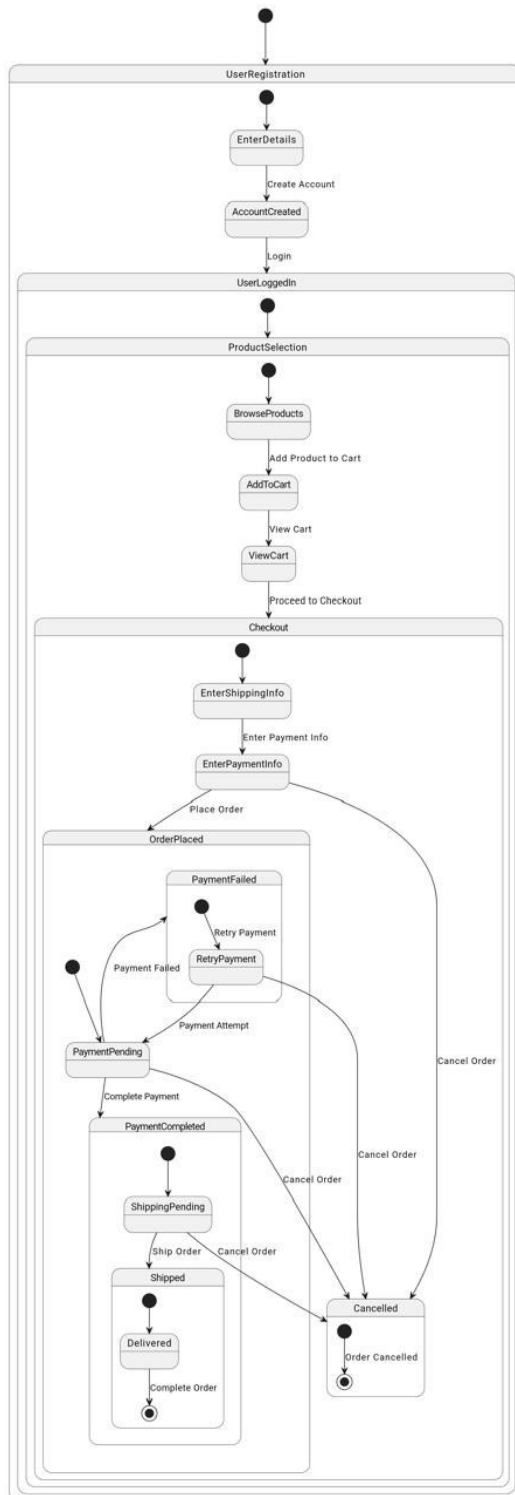 UserRegistration
EnterDetails
Create Account
AccountCreated
Login
UserLoggedIn
ProductSelection
BrowseProducts
Add Product to Cart
AddToCart
View Cart
ViewCart
Proceed to Checkout
Checkout
EnterShippingInfo
Enter Payment Info
EnterPaymentInfo
Place Order
OrderPlaced
PaymentFailed
Retry Payment
RetryPayment
Payment Failed
Payment Attempt
PaymentPending
Cancel Order
Complete Payment
PaymentCompleted
Cancel Order
Cancel Order
ShippingPending
Ship Order
Cancel Order
Shipped
Cancelled
Delivered
Order Cancelled
Complete Order